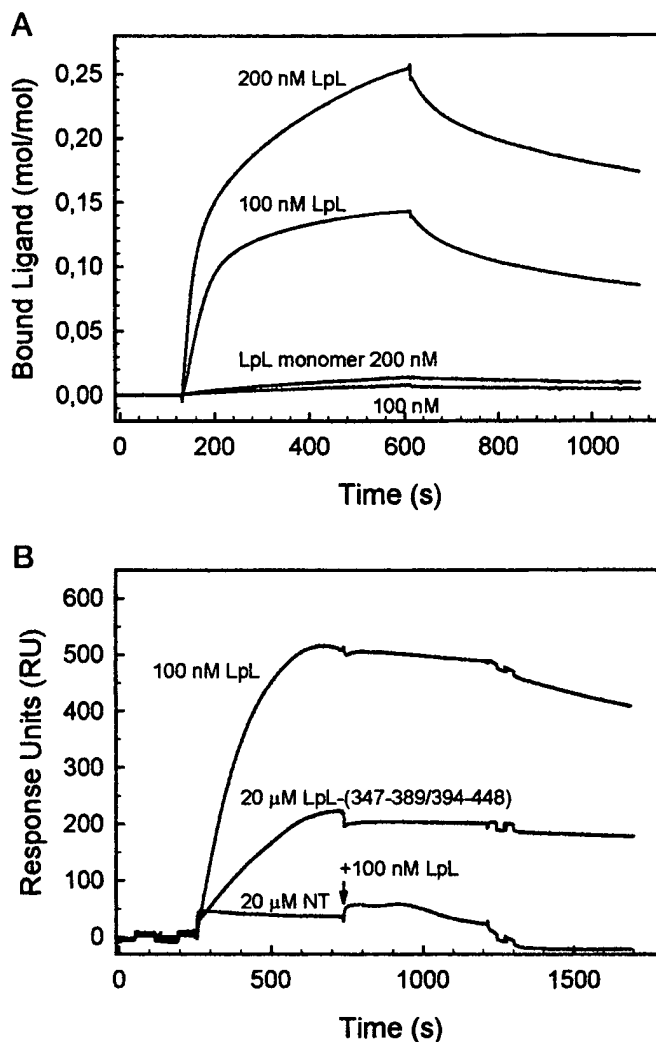 A
Bound Ligand (mol/mol)
0,25
0,20
0,15
0,10
0,05
0,00
200 nM LpL
100 nM LpL
LpL monomer 200 nM
100 nM
0 200 400 600 800 1000
Time (s)
B
Response Units (RU)
600
500
400
300
200
100
0
100 nM LpL
20 µM LpL-(347-389/394-448)
+100 nM LpL
20 µM NT
0 500 1000 1500
Time (s)